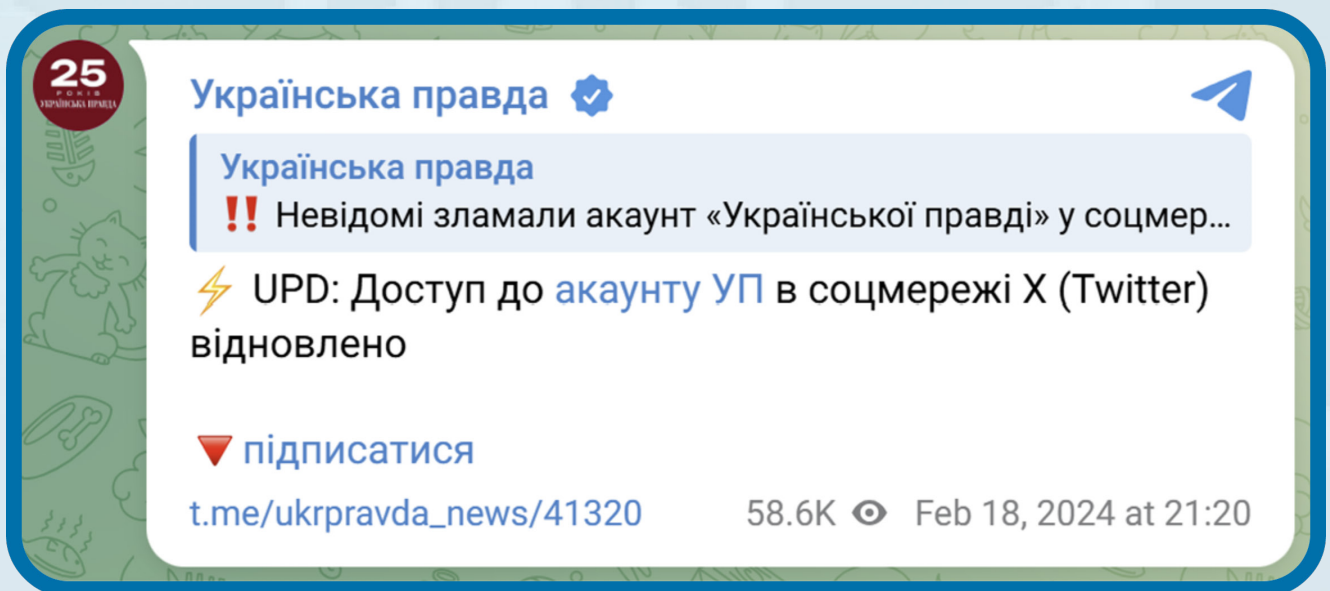 25
РОКІВ
УКРАЇНСЬКА ПРАВДА
Українська правда
Українська правда
‼️ Невідомі зламали акаунт «Української правді» у соцмер...
⚡ UPD: Доступ до акаунту УП в соцмережі X (Twitter)
відновлено
🔻 підписатися
t.me/ukrpravda_news/41320 58.6K Feb 18, 2024 at 21:20